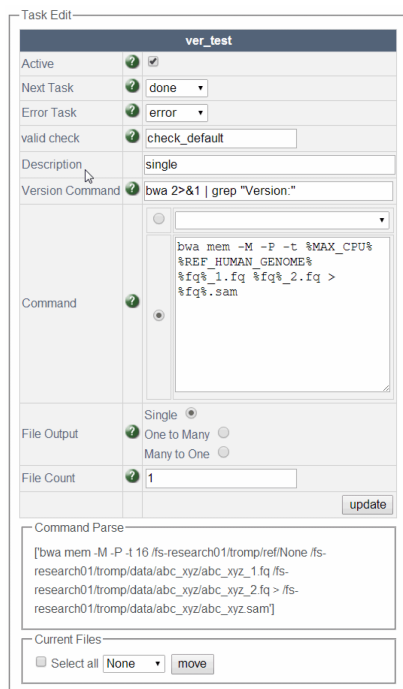 Task Edit
ver_test
Active
Next Task done
Error Task error
valid check check_default
Description single
Version Command bwa 2>&1 | grep "Version:"
Command
bwa mem -M -P -t %MAX_CPU%
%REF_HUMAN_GENOME%
%fq%_1.fq %fq%_2.fq >
%fq%.sam
File Output
Single
One to Many
Many to One
File Count 1
update
Command Parse
['bwa mem -M -P -t 16 /fs-research01/tromp/ref/None /fs-
research01/tromp/data/abc_xyz/abc_xyz_1.fq /fs-
research01/tromp/data/abc_xyz/abc_xyz_2.fq > /fs-
research01/tromp/data/abc_xyz/abc_xyz.sam']
Current Files
Select all None move